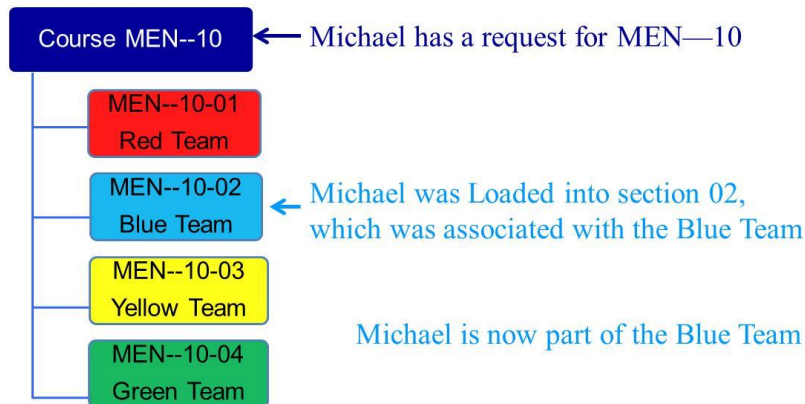 Course MEN--10
Michael has a request for MEN—10
MEN--10-01
Red Team
MEN--10-02
Blue Team
Michael was Loaded into section 02,
which was associated with the Blue Team
MEN--10-03
Yellow Team
Michael is now part of the Blue Team
MEN--10-04
Green Team